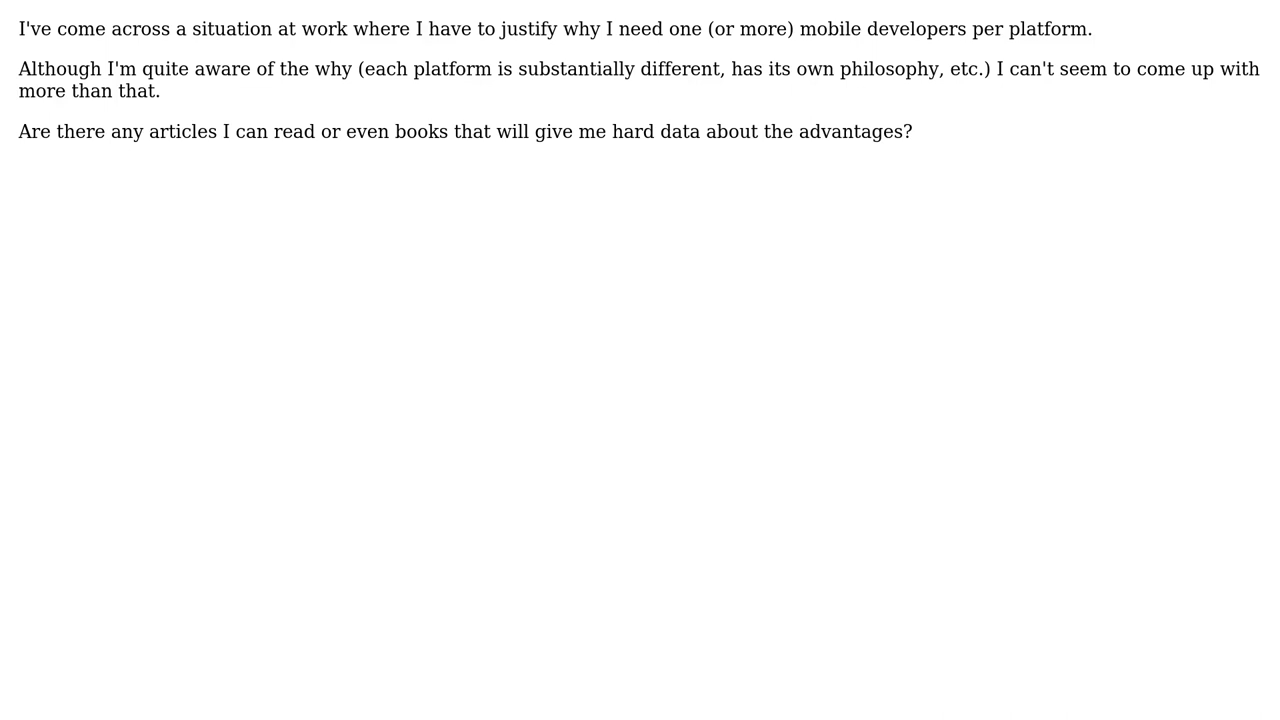 I've come across a situation at work where I have to justify why I need one (or more) mobile developers per platform.
Although I'm quite aware of the why (each platform is substantially different, has its own philosophy, etc.) I can't seem to come up with
more than that.
Are there any articles I can read or even books that will give me hard data about the advantages?